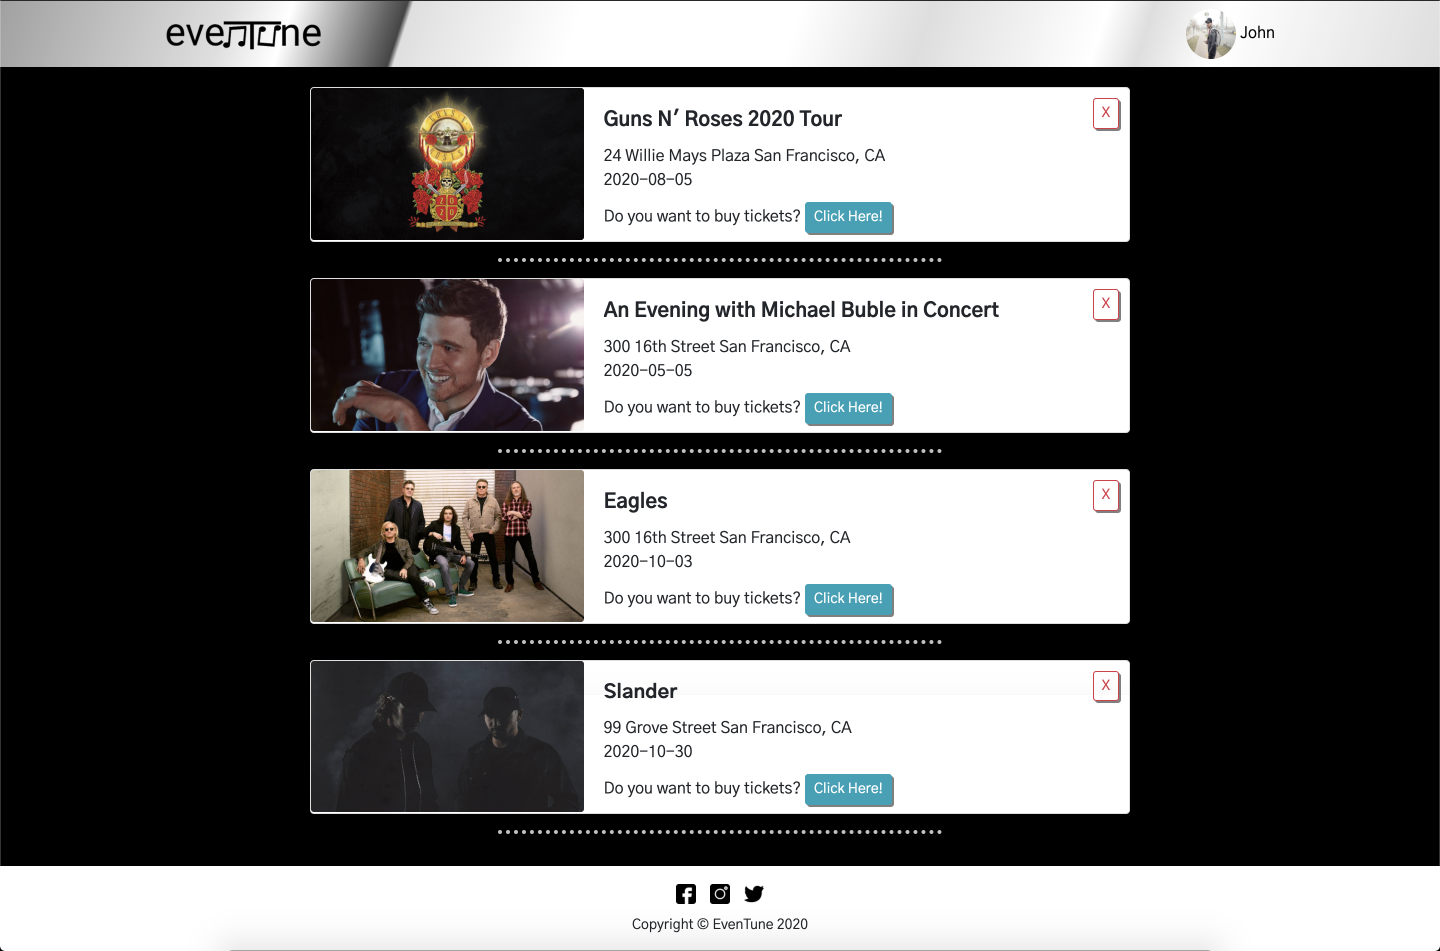 evenTune
John
Guns N' Roses 2020 Tour
X
24 Willie Mays Plaza San Francisco, CA
2020-08-05
Do you want to buy tickets? Click Here!
An Evening with Michael Buble in Concert
X
300 16th Street San Francisco, CA
2020-05-05
Do you want to buy tickets? Click Here!
Eagles
X
300 16th Street San Francisco, CA
2020-10-03
Do you want to buy tickets? Click Here!
Slander
X
99 Grove Street San Francisco, CA
2020-10-30
Do you want to buy tickets? Click Here!
Copyright © EvenTune 2020